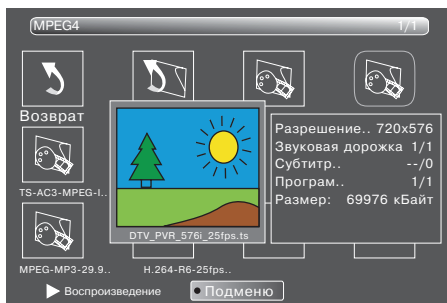 MPEG4 1/1
Возврат
Разрешение.. 720x576
Звуковая дорожка 1/1
Субтитр.. --/0
Програм.. 1/1
Размер: 69976 кБайт
TS-AC3-MPEG-I..
DTV_PVR_576i_25fps.ts
MPEG-MP3-29.9.. H.264-R6-25fps..
Воспроизведение Подменю